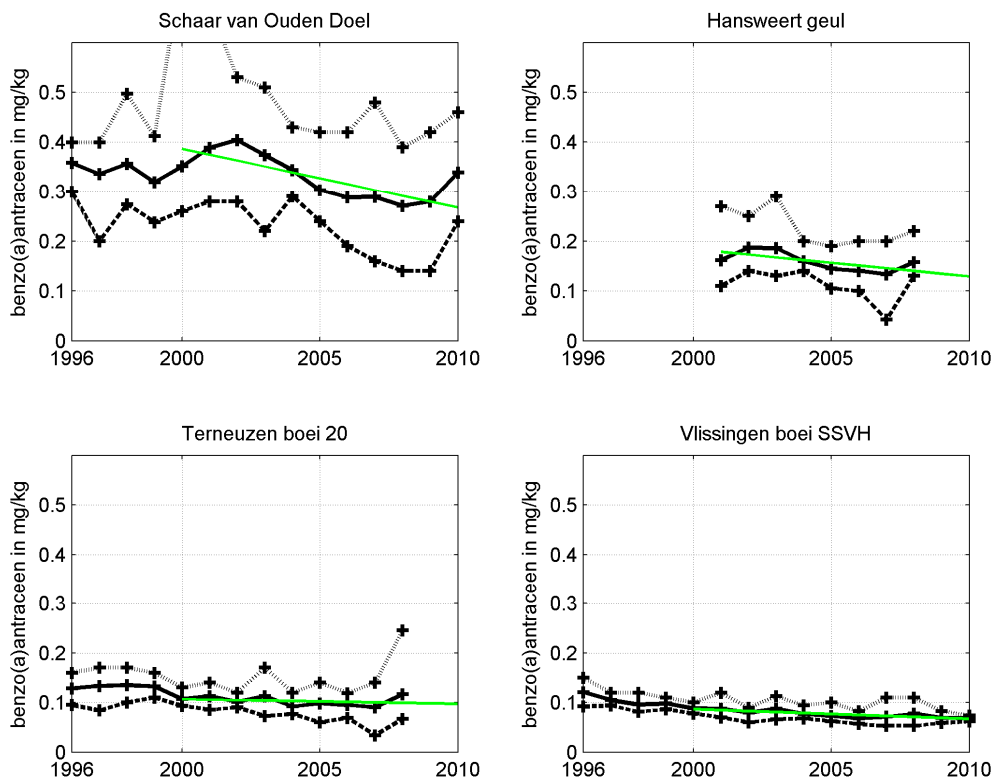 Schaar van Ouden Doel
benzo(a)antraceen in mg/kg
0.5
0.4
0.3
0.2
0.1
0
1996 2000 2005 2010
Hansweert geul
benzo(a)antraceen in mg/kg
0.5
0.4
0.3
0.2
0.1
0
1996 2000 2005 2010
Terneuzen boei 20
benzo(a)antraceen in mg/kg
0.5
0.4
0.3
0.2
0.1
0
1996 2000 2005 2010
Vlissingen boei SSVH
benzo(a)antraceen in mg/kg
0.5
0.4
0.3
0.2
0.1
0
1996 2000 2005 2010